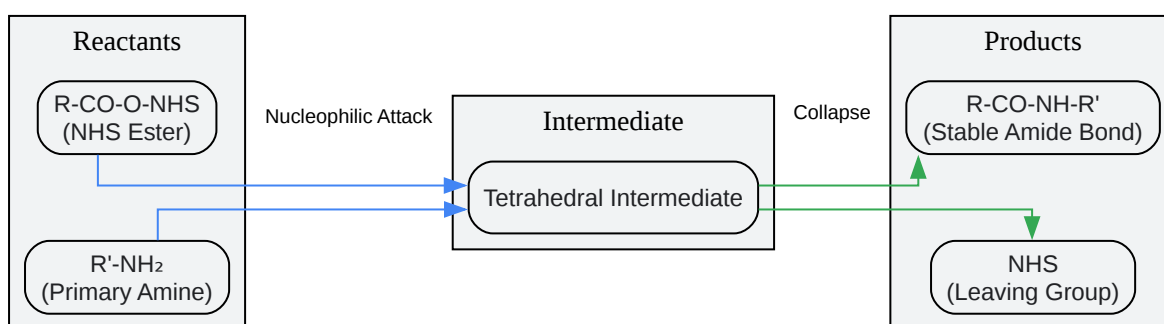 Reactants
R-CO-O-NHS
(NHS Ester)
R'-NH₂
(Primary Amine)
Nucleophilic Attack
Intermediate
Tetrahedral Intermediate
Collapse
Products
R-CO-NH-R'
(Stable Amide Bond)
NHS
(Leaving Group)